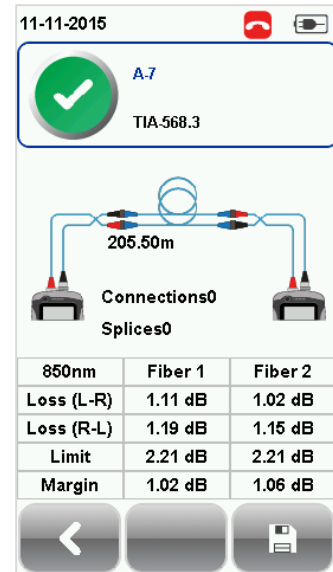 11-11-2015
A-7
TIA-568.3
205.50m
Connections0
Splices0
850nm Fiber 1 Fiber 2
Loss (L-R) 1.11 dB 1.02 dB
Loss (R-L) 1.19 dB 1.15 dB
Limit 2.21 dB 2.21 dB
Margin 1.02 dB 1.06 dB